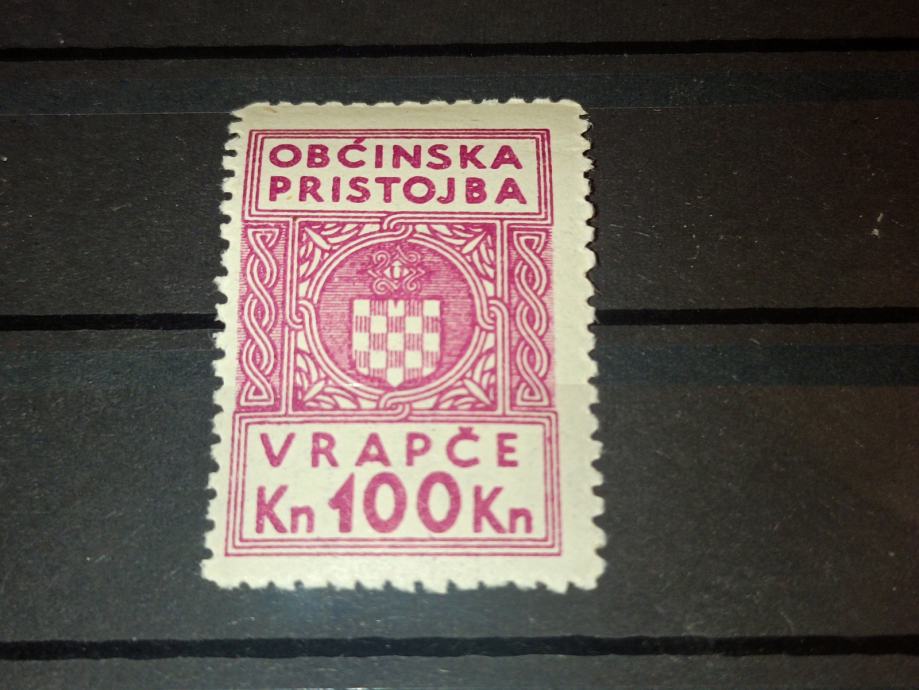 OBĆINSKA
PRISTOJBA
VRAPČE
Kn 100 Kn